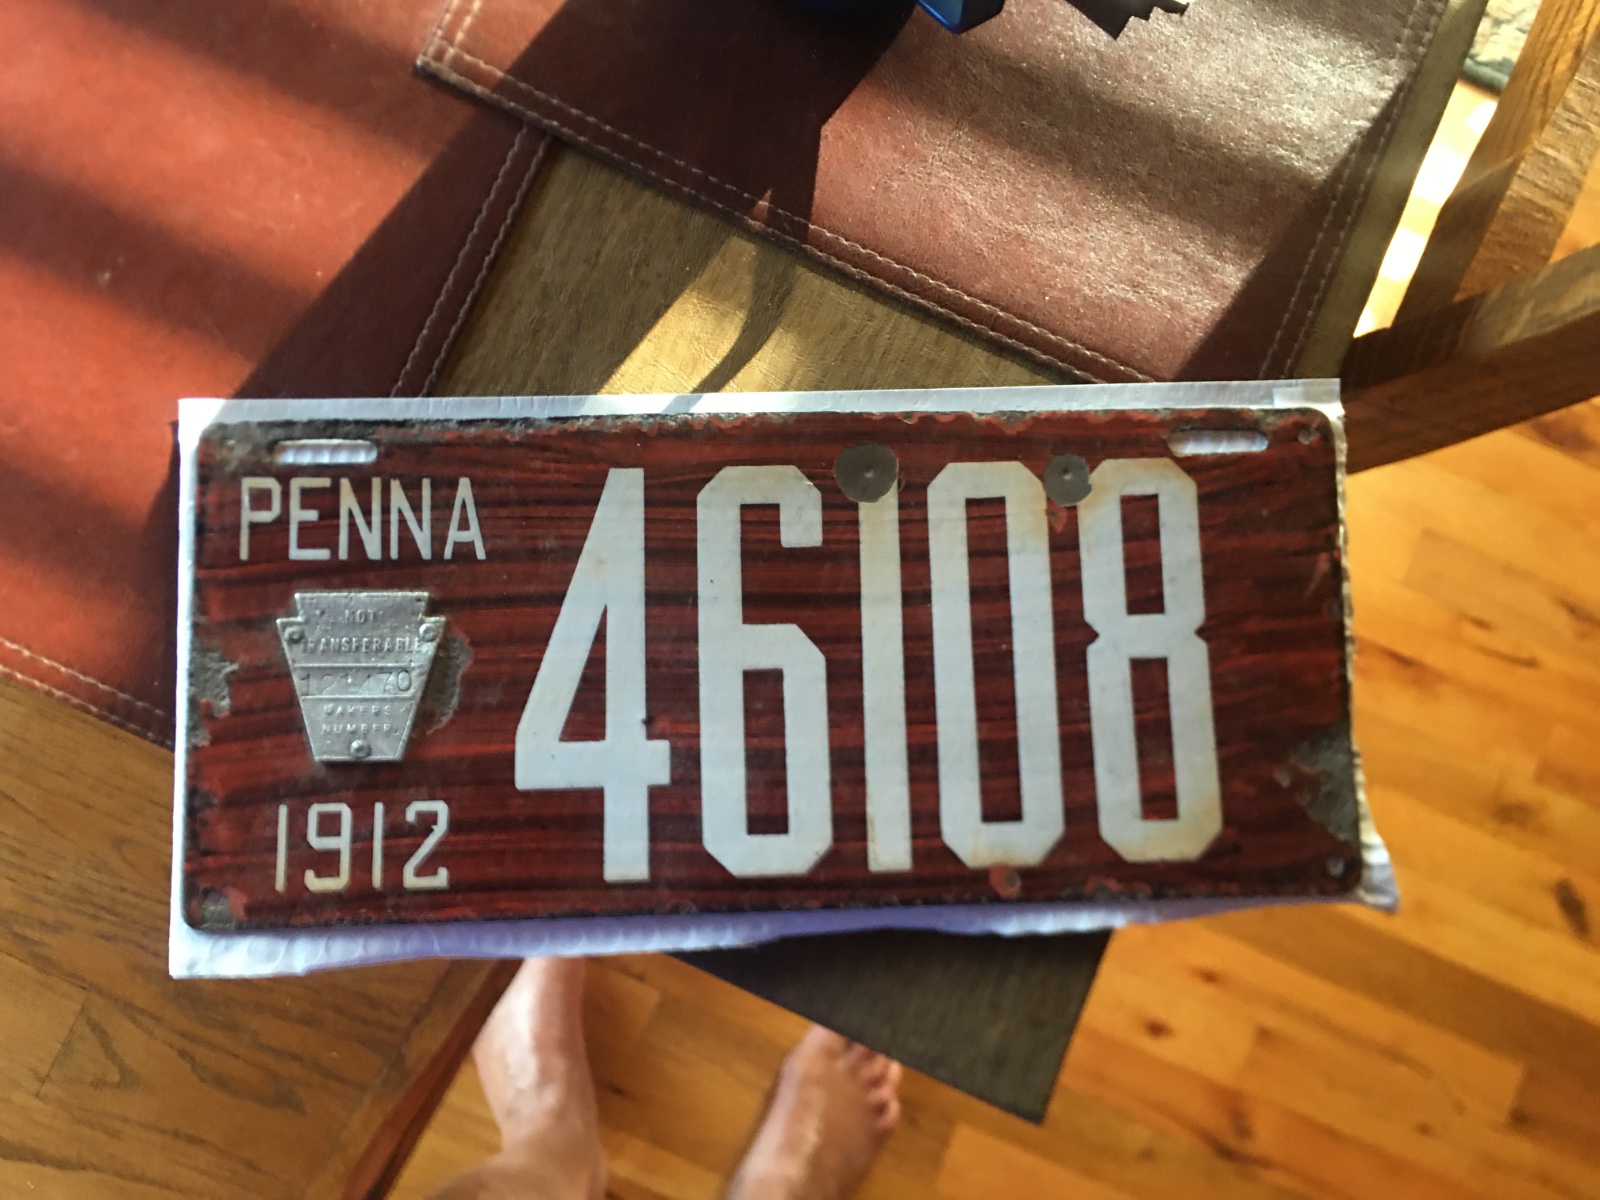 PENNA
46108
NOT
TRANSFERABLE
MAKERS
NUMBER.
1912